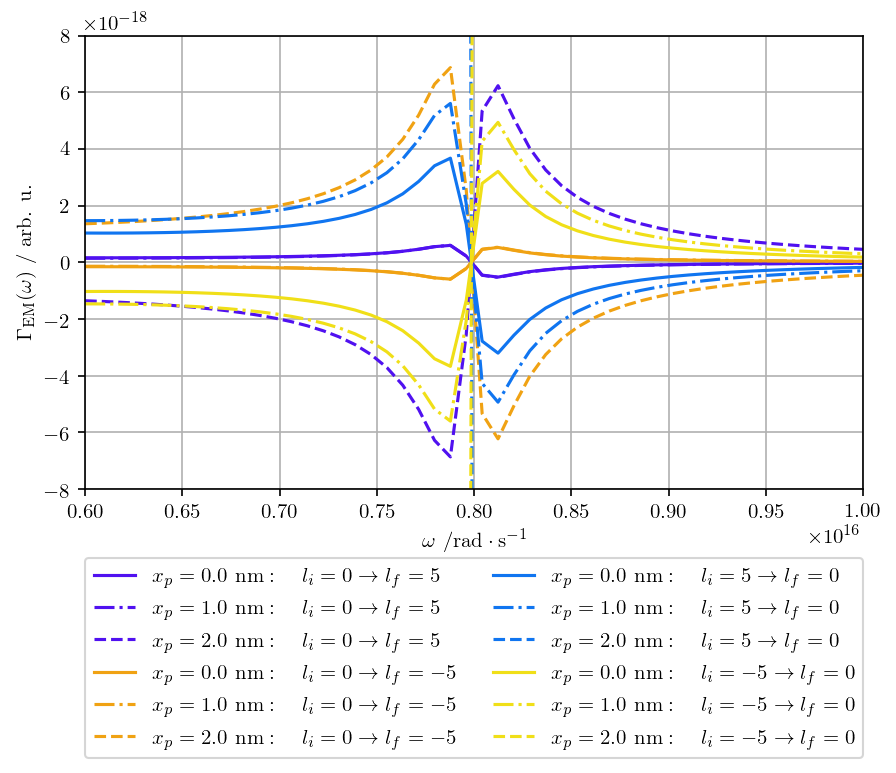 ×10⁻¹⁸
8
6
4
2
0
−2
−4
−6
−8
Γ_EM(ω) / arb. u.
0.60 0.65 0.70 0.75 0.80 0.85 0.90 0.95 1.00
ω /rad · s⁻¹
×10¹⁶
x_p = 0.0 nm : l_i = 0 → l_f = 5
x_p = 1.0 nm : l_i = 0 → l_f = 5
x_p = 2.0 nm : l_i = 0 → l_f = 5
x_p = 0.0 nm : l_i = 0 → l_f = −5
x_p = 1.0 nm : l_i = 0 → l_f = −5
x_p = 2.0 nm : l_i = 0 → l_f = −5
x_p = 0.0 nm : l_i = 5 → l_f = 0
x_p = 1.0 nm : l_i = 5 → l_f = 0
x_p = 2.0 nm : l_i = 5 → l_f = 0
x_p = 0.0 nm : l_i = −5 → l_f = 0
x_p = 1.0 nm : l_i = −5 → l_f = 0
x_p = 2.0 nm : l_i = −5 → l_f = 0